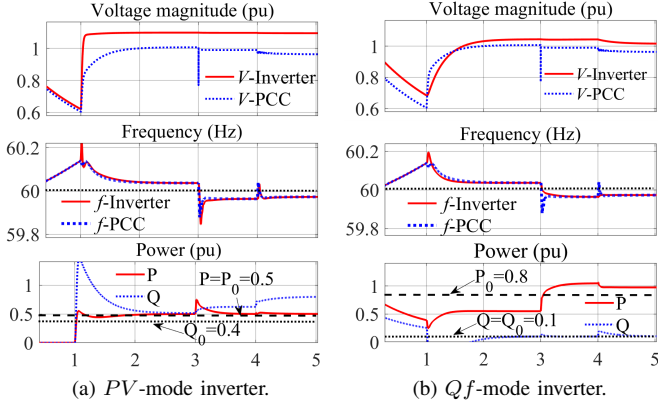 Voltage magnitude (pu)
1
0.8
0.6
V-Inverter
V-PCC
Frequency (Hz)
60.2
60
59.8
f-Inverter
f-PCC
Power (pu)
1
0.5
0
P
Q
P=P0=0.5
Q0=0.4
1 2 3 4 5
(a) PV-mode inverter.
Voltage magnitude (pu)
1
0.8
0.6
V-Inverter
V-PCC
Frequency (Hz)
60.2
60
59.8
f-Inverter
f-PCC
Power (pu)
1
0.5
0
P0=0.8
Q=Q0=0.1
P
Q
1 2 3 4 5
(b) Qf-mode inverter.